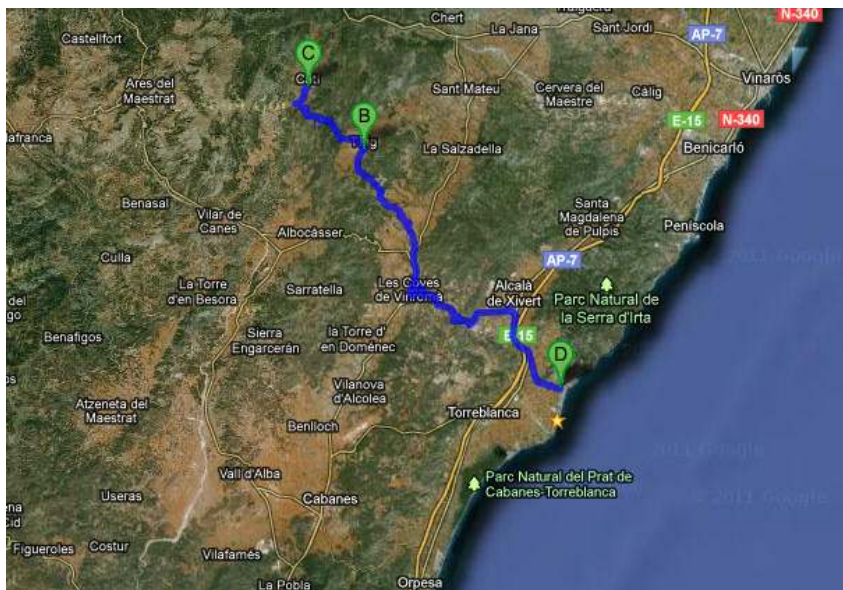 N-340
Chert
La Jana
Sant Jordi
AP-7
Castellfort
C
Catí
Vinaròs
Ares del
Maestrat
Sant Mateu
Cervera del
Maestre
Càlig
B
E-15
N-340
La Salzadella
Benicarló
Benasal
Vilar de
Canes
Santa
Magdalena
de Pulpis
Peníscola
Albocàsser
Culla
AP-7
La Torre
d'en Besora
Sarratella
Les Coves
de Vinromà
Alcalà
de Xivert
Parc Natural de
la Serra d'Irta
Benafigos
Sierra
Engarcerán
la Torre d'
en Doménec
E-15
D
Vilanova
d'Alcolea
Atzeneta del
Maestrat
Torreblanca
Benlloch
Vall d'Alba
Parc Natural del Prat de
Cabanes-Torreblanca
Useras
Cabanes
© 2011 Google
Figueroles
Costur
Vilafamés
La Pobla
Orpesa